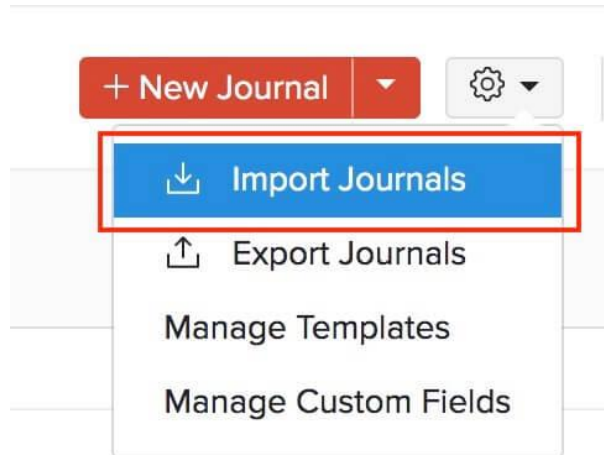 + New Journal
Import Journals
Export Journals
Manage Templates
Manage Custom Fields